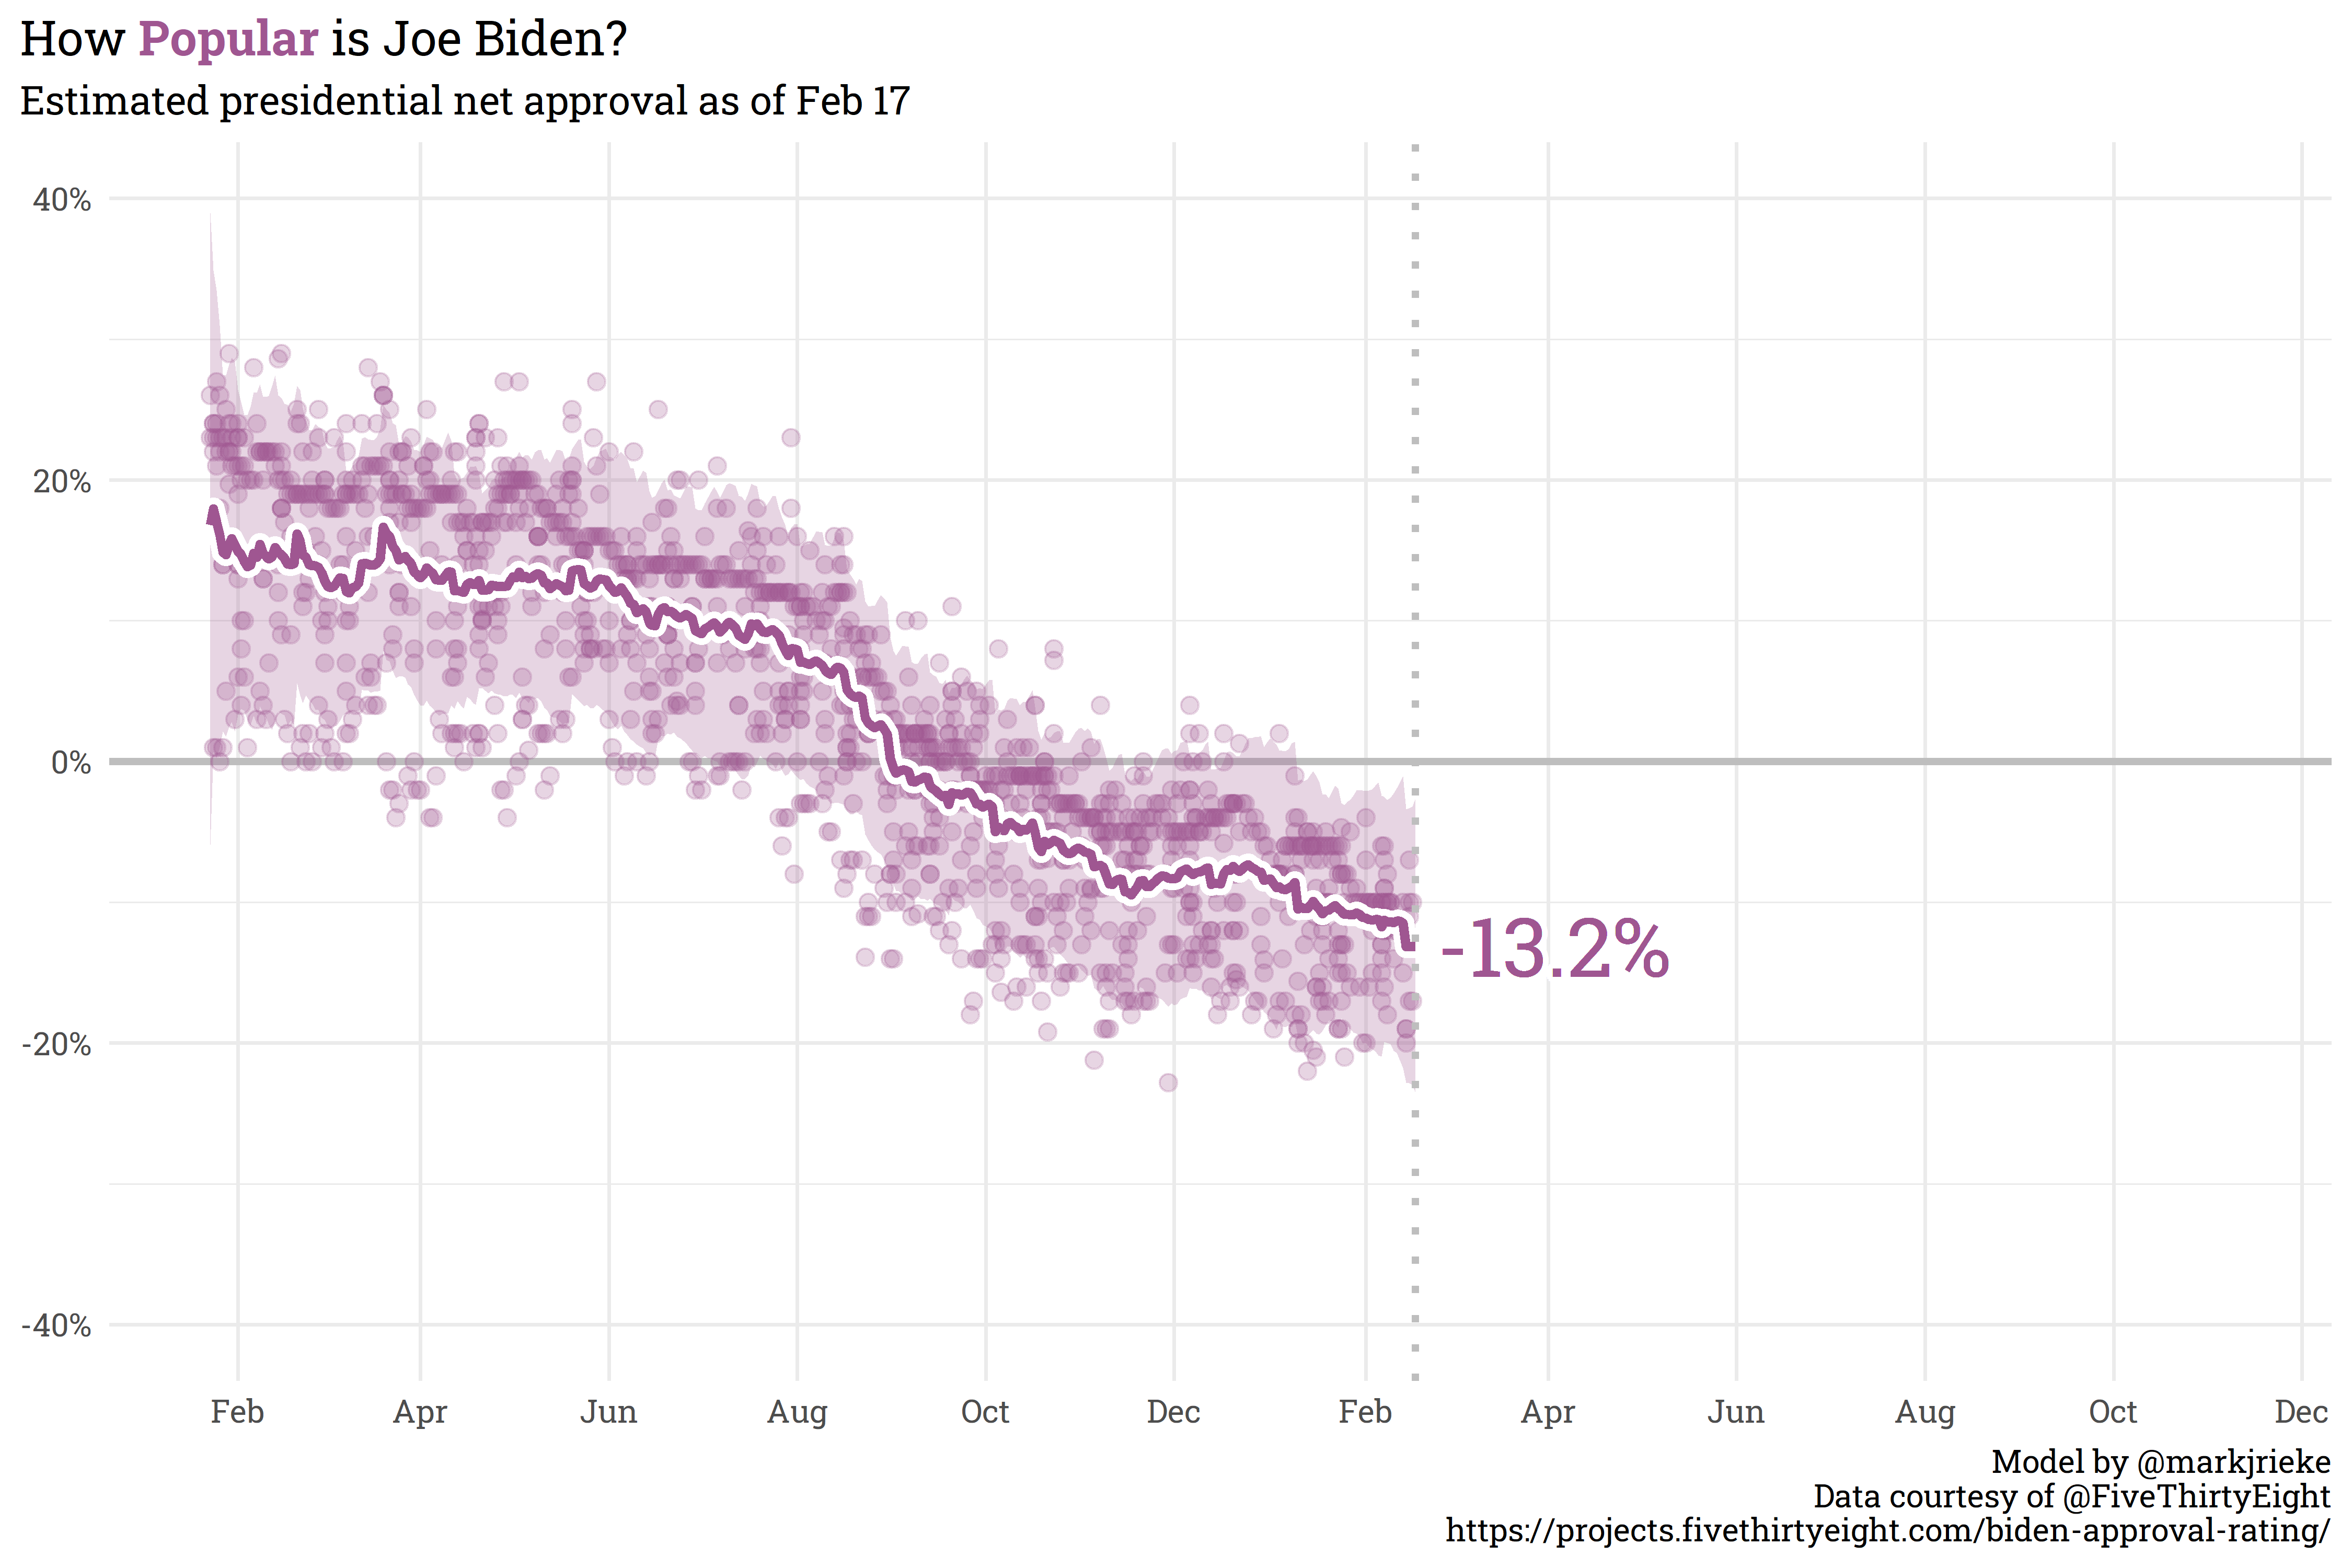 How Popular is Joe Biden?
Estimated presidential net approval as of Feb 17
40%
20%
0%
-20%
-40%
-13.2%
Feb Apr Jun Aug Oct Dec Feb Apr Jun Aug Oct Dec
Model by @markjrieke
Data courtesy of @FiveThirtyEight
https://projects.fivethirtyeight.com/biden-approval-rating/